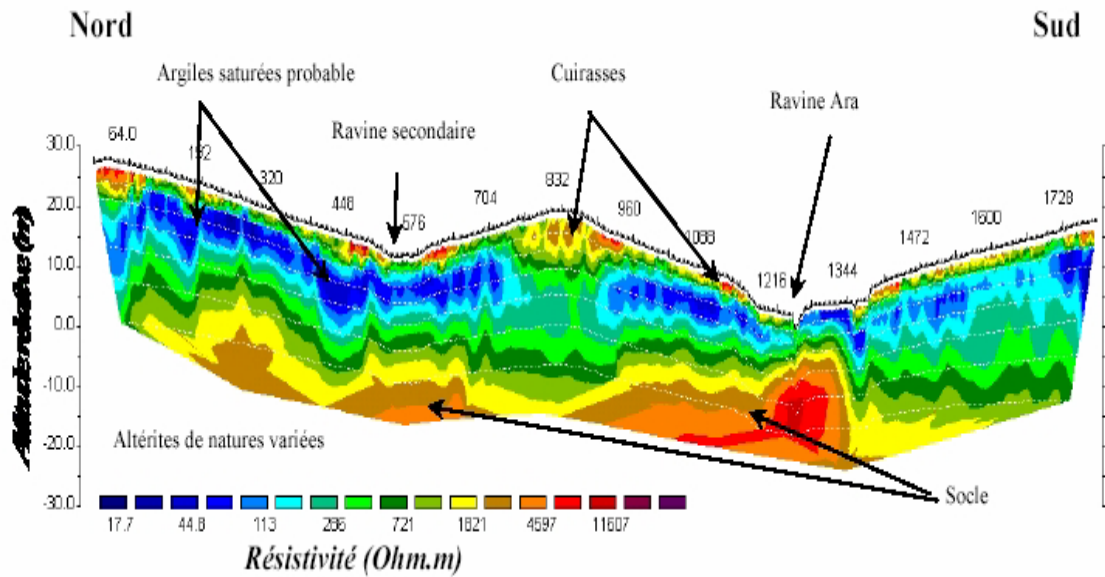 Nord
Sud
Argiles saturées probable
Cuirasses
Ravine Ara
Ravine secondaire
64.0
192
320
448
576
704
832
960
1088
1216
1344
1472
1600
1728
30.0
20.0
10.0
0.0
-10.0
-20.0
-30.0
Altitude relative (m)
Altérites de natures variées
Socle
17.7 44.8 113 286 721 1821 4597 11607
Résistivité (Ohm.m)